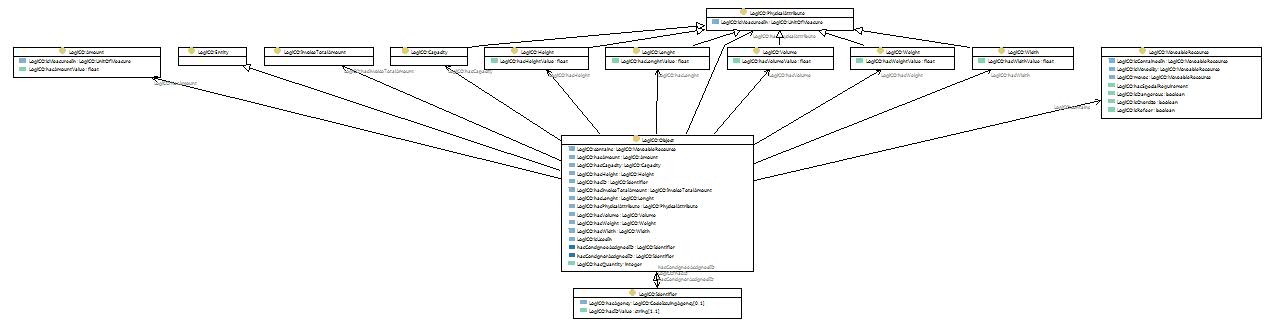 LogiCO:PhysicalAttribute
LogiCO:isMeasuredIn : LogiCO:UnitOfMeasure
LogiCO:hasPhysicalAttribute
LogiCO:Amount
LogiCO:isMeasuredIn : LogiCO:UnitOfMeasure
LogiCO:hasAmountValue : float
LogiCO:Entity
LogiCO:InvoiceTotalAmount
LogiCO:Capacity
LogiCO:Height
LogiCO:hasHeightValue : float
LogiCO:Lenght
LogiCO:hasLenghtValue : float
LogiCO:Volume
LogiCO:hasVolumeValue : float
LogiCO:Weight
LogiCO:hasWeightValue : float
LogiCO:Width
LogiCO:hasWidthValue : float
LogiCO:MoveableResource
LogiCO:isContainedIn : LogiCO:MoveableResource
LogiCO:isMovedBy : LogiCO:MoveableResource
LogiCO:moves : LogiCO:MoveableResource
LogiCO:hasSpecialRequirement
LogiCO:isDangerous : boolean
LogiCO:isOversize : boolean
LogiCO:isReefer : boolean
LogiCO:hasAmount
LogiCO:hasInvoiceTotalAmount
LogiCO:hasCapacity
LogiCO:hasHeight
LogiCO:hasLenght
LogiCO:hasVolume
LogiCO:hasWeight
LogiCO:hasWidth
LogiCO:contains
LogiCO:Object
LogiCO:contains : LogiCO:MoveableResource
LogiCO:hasAmount : LogiCO:Amount
LogiCO:hasCapacity : LogiCO:Capacity
LogiCO:hasHeight : LogiCO:Height
LogiCO:hasID : LogiCO:Identifier
LogiCO:hasInvoiceTotalAmount : LogiCO:InvoiceTotalAmount
LogiCO:hasLenght : LogiCO:Lenght
LogiCO:hasPhysicalAttribute : LogiCO:PhysicalAttribute
LogiCO:hasVolume : LogiCO:Volume
LogiCO:hasWeight : LogiCO:Weight
LogiCO:hasWidth : LogiCO:Width
LogiCO:isUsedIn
hasConsigneeAssignedID : LogiCO:Identifier
hasConsignorAssignedID : LogiCO:Identifier
LogiCO:hasQuantity : integer
hasConsigneeAssignedID
LogiCO:hasID
hasConsignorAssignedID
LogiCO:Identifier
LogiCO:hasAgency : LogiCO:CodeIssuingAgency[0..1]
LogiCO:hasIDValue : string[1..1]